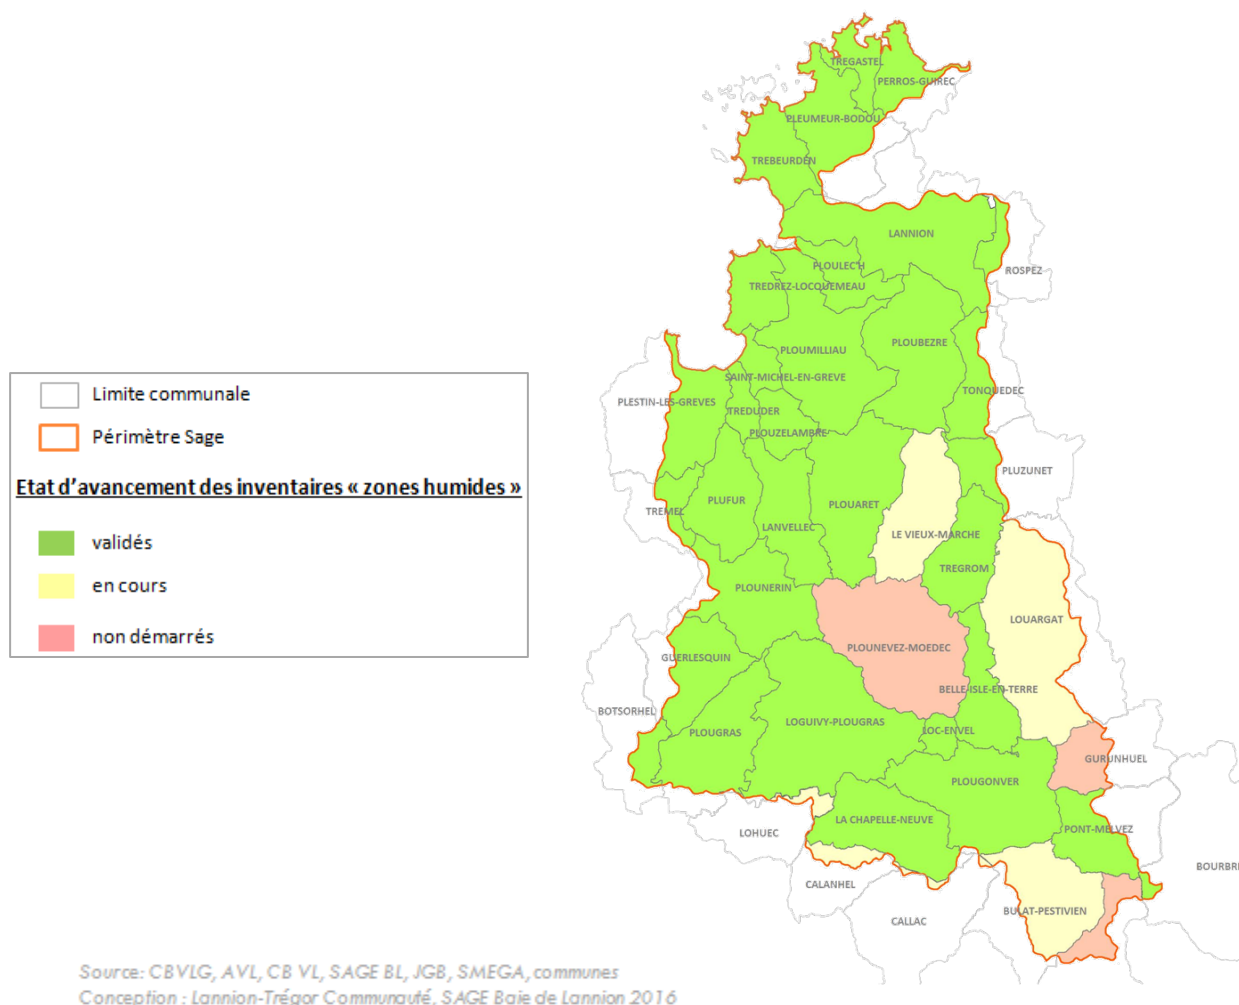 TREGASTEL
PERROS-GUIREC
PLEUMEUR-BODOU
TREBEURDEN
LANNION
PLOULEC'H
ROSPEZ
TREDREZ-LOCQUEMEAU
PLOUBEZRE
PLOUMILLIAU
SAINT-MICHEL-EN-GREVE
TONQUEDEC
PLESTIN-LES-GREVES
TREDUDER
PLOUZELAMBRE
PLUZUNET
PLUFUR
PLOUARET
TREMEL
LANVELLEC
LE VIEUX-MARCHE
TREGROM
PLOUNERIN
LOUARGAT
PLOUNEVEZ-MOEDEC
GUERLESQUIN
BELLE-ISLE-EN-TERRE
BOTSORHEL
LOGUIVY-PLOUGRAS
PLOUGRAS
LOC-ENVEL
GURUNHUEL
PLOUGONVER
LA CHAPELLE-NEUVE
PONT-MELVEZ
LOHUEC
BOURBRI
CALANHEL
BULAT-PESTIVIEN
CALLAC
Limite communale
Périmètre Sage
Etat d'avancement des inventaires « zones humides »
validés
en cours
non démarrés
Source: CBVLG, AVL, CB VL, SAGE BL, JGB, SMEGA, communes
Conception : Lannion-Trégor Communauté, SAGE Baie de Lannion 2016